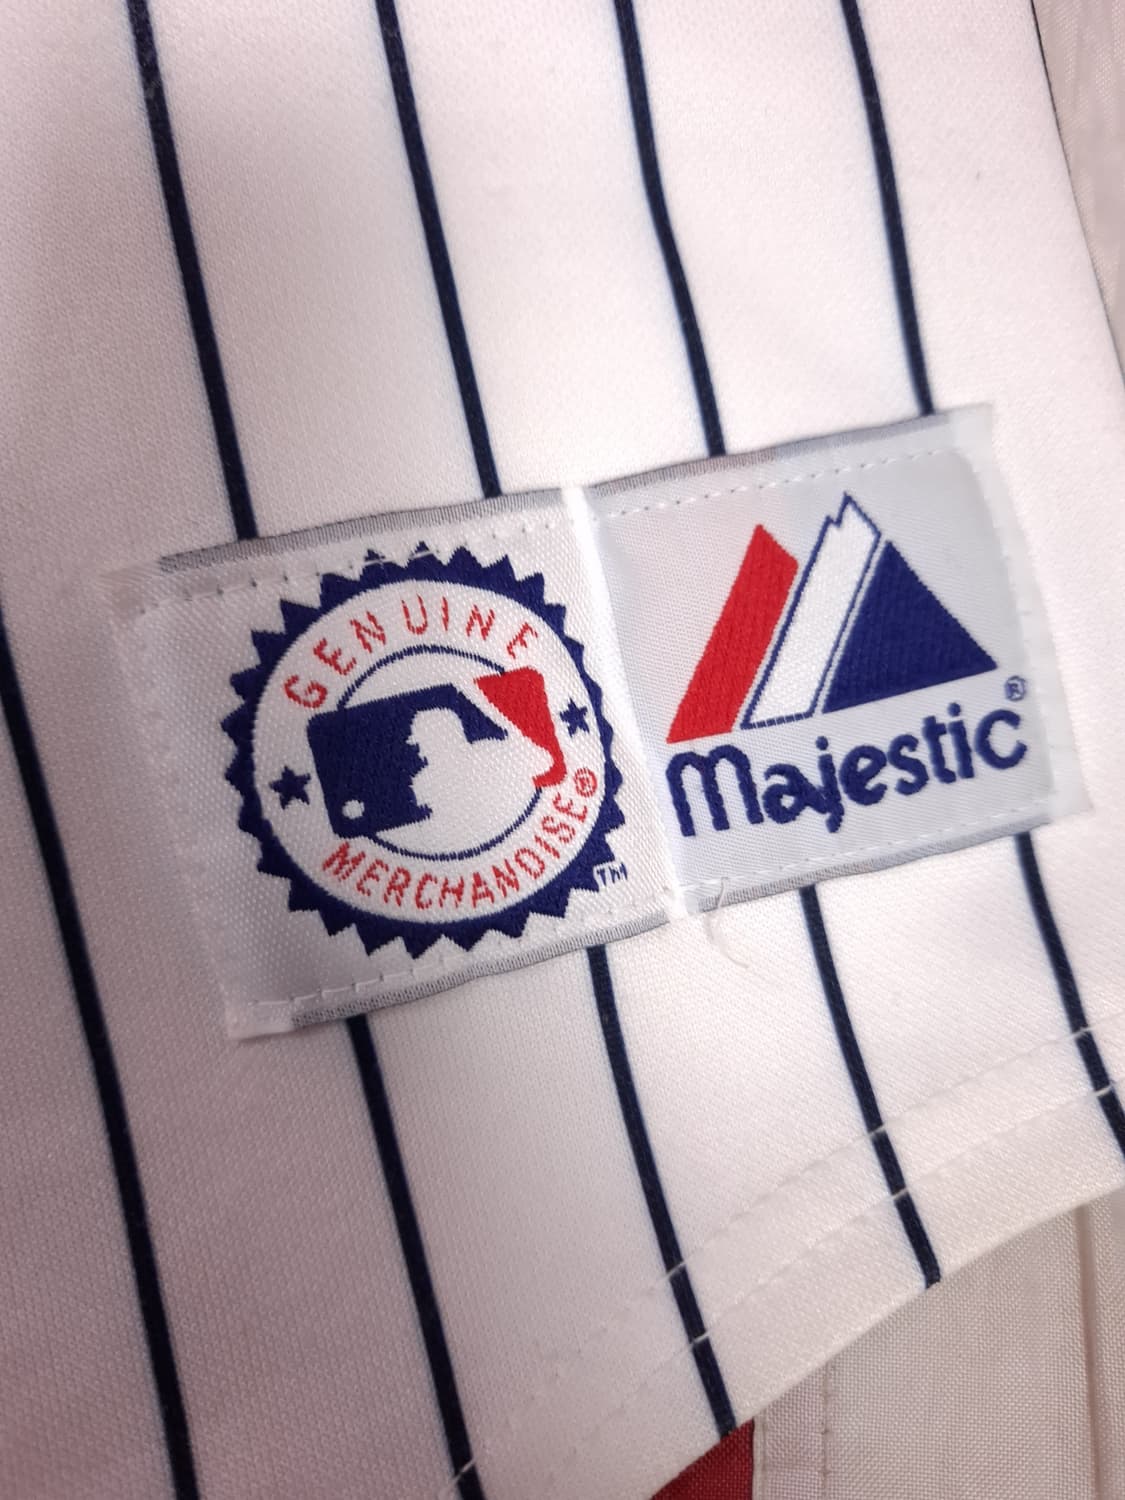 GENUINE
MERCHANDISE®
TM
®
Majestic